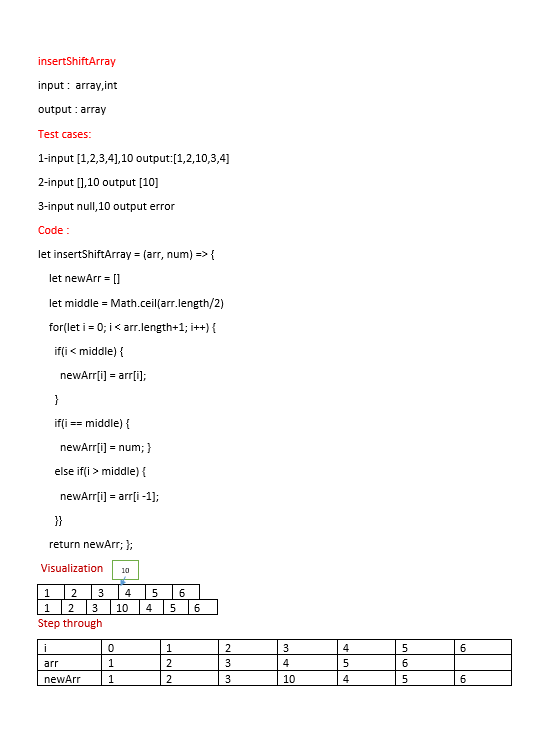 insertShiftArray
input :  array,int
output : array
Test cases:
1-input [1,2,3,4],10 output:[1,2,10,3,4]
2-input [],10 output [10]
3-input null,10 output error
Code :
let insertShiftArray = (arr, num) => {
let newArr = []
let middle = Math.ceil(arr.length/2)
for(let i = 0; i < arr.length+1; i++) {
if(i < middle) {
newArr[i] = arr[i];
}
if(i == middle) {
newArr[i] = num; }
else if(i > middle) {
newArr[i] = arr[i -1];
}}
return newArr; };
Visualization 10
1 2 3 4 5 6
1 2 3 10 4 5 6
Step through
i 0 1 2 3 4 5 6
arr 1 2 3 4 5 6
newArr 1 2 3 10 4 5 6